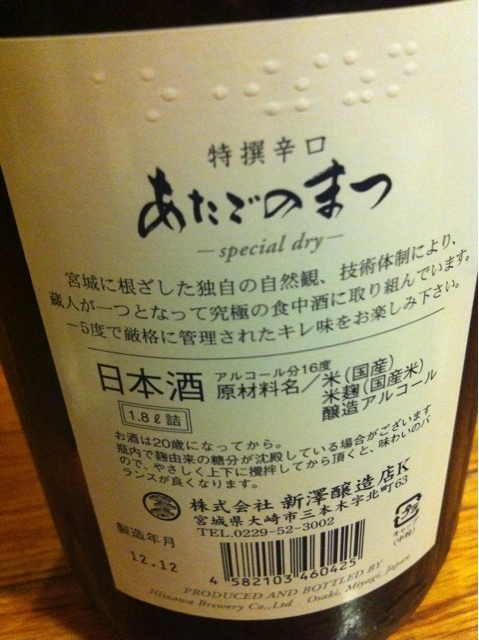 特撰辛口
あたごのまつ
—special dry—
宮城に根ざした独自の自然観、技術体制により、
蔵人が一つとなって究極の食中酒に取り組んでいます。
−5度で厳格に管理されたキレ味をお楽しみ下さい。
日本酒
アルコール分16度
原材料名／米(国産)
米麹(国産米)
醸造アルコール
1.8ℓ詰
お酒は20歳になってから。
瓶内で麹由来の糖分が沈殿している場合がございます
ので、やさしく上下に攪拌してから頂くと、味わいのバ
ランスが良くなります。
株式会社 新澤醸造店K
宮城県大崎市三本木字北町63
TEL.0229-52-3002
製造年月
12.12
4 582103 460425
キャップ
(中栓)
PRODUCED AND BOTTLED BY
Niizawa Brewery Co.,Ltd Osaki, Miyagi, Japan